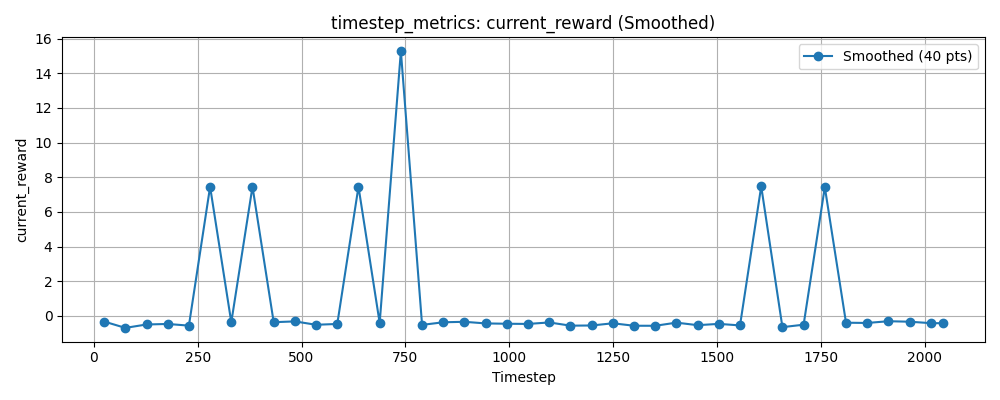 timestep_metrics: current_reward (Smoothed)
16
14
12
10
8
6
4
2
0
current_reward
Smoothed (40 pts)
0 250 500 750 1000 1250 1500 1750 2000
Timestep